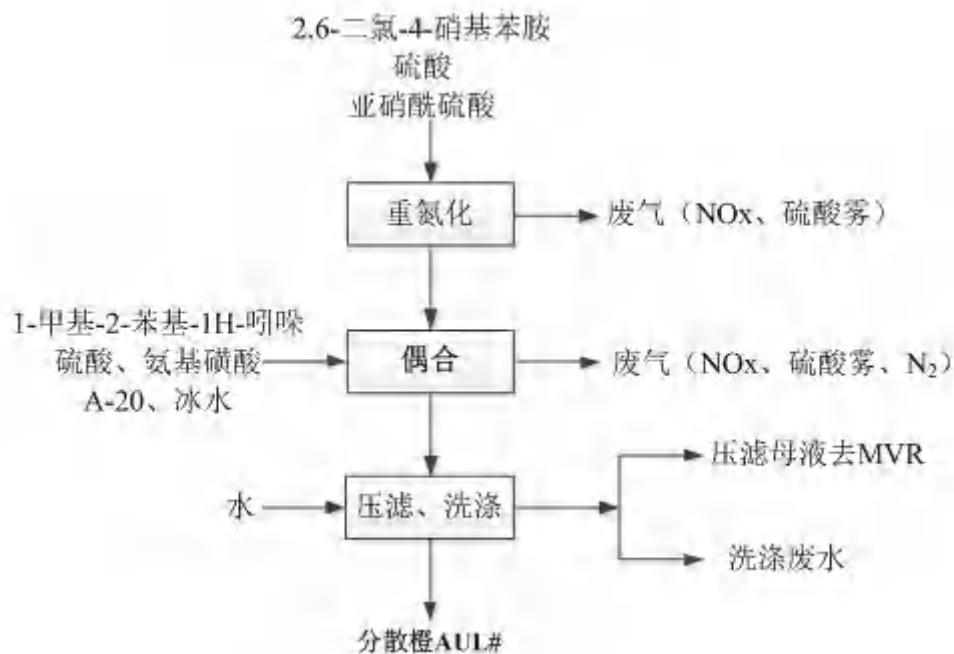 2,6-二氯-4-硝基苯胺
硫酸
亚硝酰硫酸
重氮化
废气（NOx、硫酸雾）
1-甲基-2-苯基-1H-吲哚
硫酸、氨基磺酸
A-20、冰水
偶合
废气（NOx、硫酸雾、N₂）
水
压滤、洗涤
压滤母液去MVR
洗涤废水
分散橙AUL#